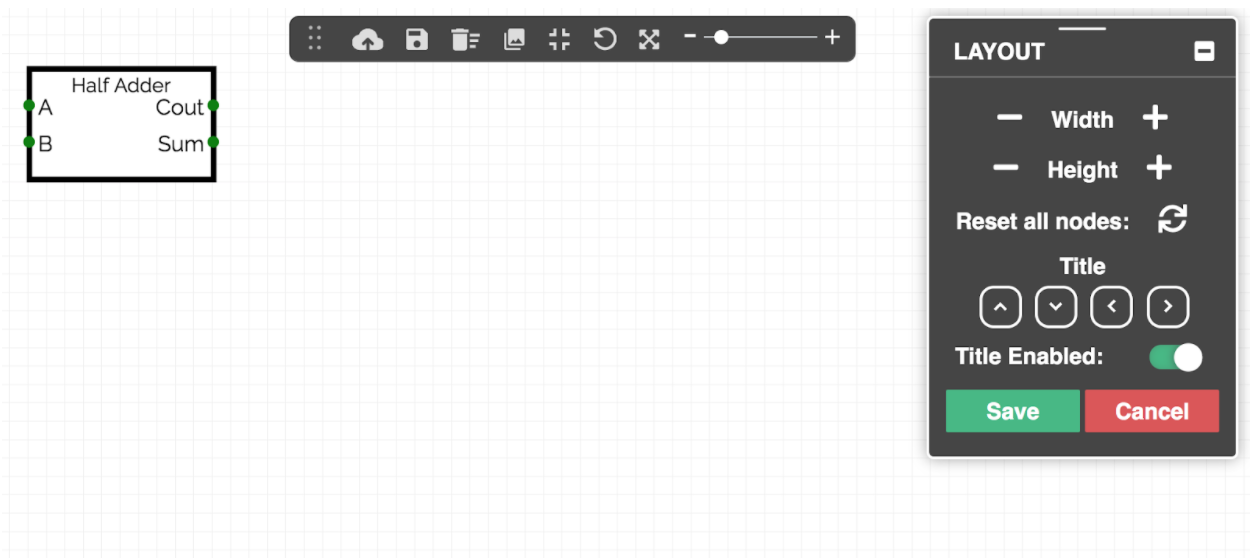 Half Adder
A Cout
B Sum
LAYOUT
Width
Height
Reset all nodes:
Title
Title Enabled:
Save Cancel